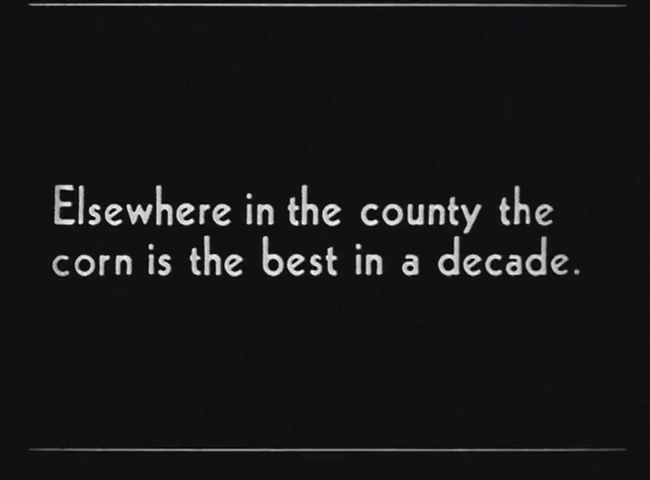 Elsewhere in the county the
corn is the best in a decade.